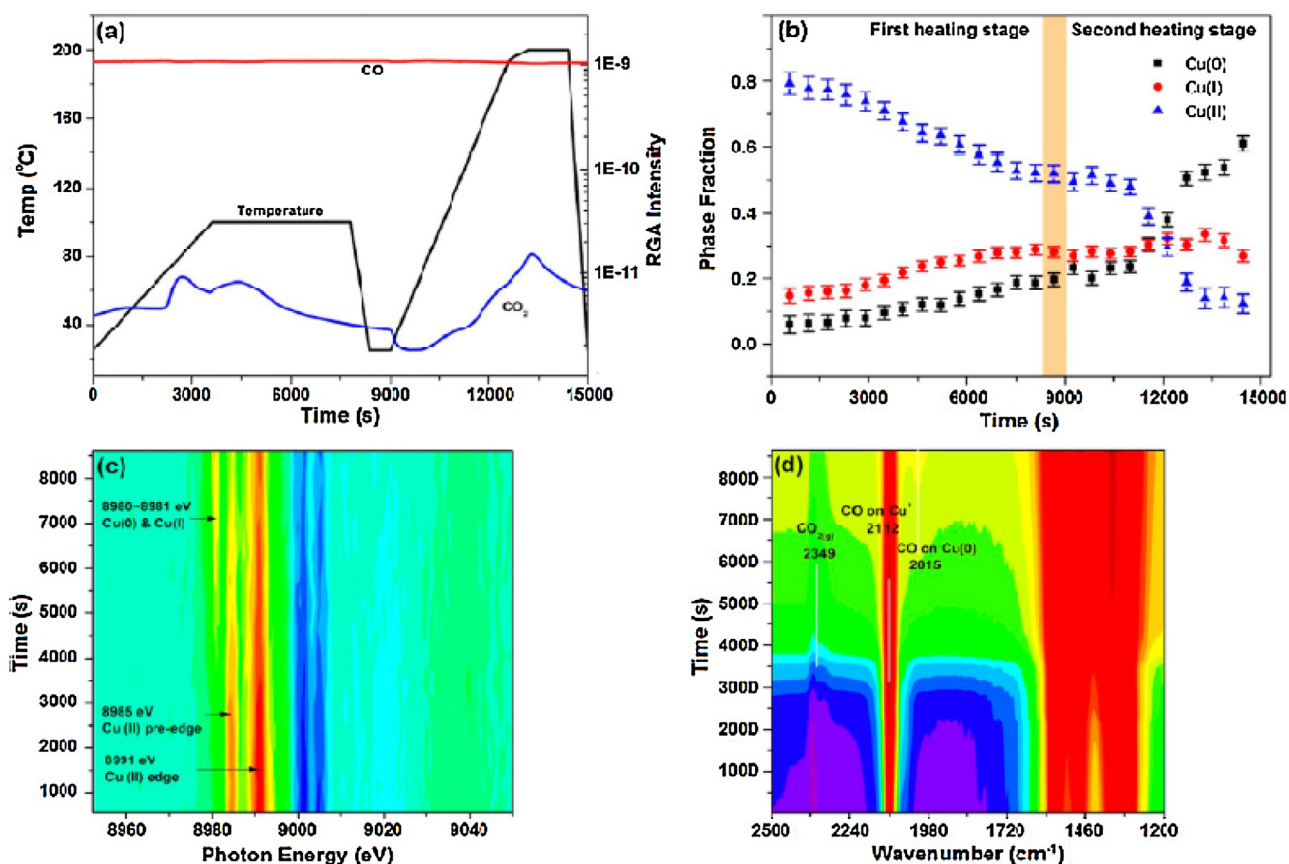 (a)
200
160
120
80
40
Temp (°C)
CO
Temperature
CO2
1E-9
1E-10
1E-11
RGA Intensity
0
3000
6000
9000
12000
15000
Time (s)
(b)
First heating stage
Second heating stage
Cu(0)
Cu(I)
Cu(II)
0.8
0.6
0.4
0.2
0.0
Phase Fraction
0
3000
6000
9000
12000
15000
Time (s)
(c)
8000
7000
6000
5000
4000
3000
2000
1000
Time (s)
8980~8981 eV
Cu(0) & Cu(I)
8985 eV
Cu (II) pre-edge
8991 eV
Cu (II) edge
8960
8980
9000
9020
9040
Photon Energy (eV)
(d)
8000
7000
6000
5000
4000
3000
2000
1000
Time (s)
CO2(g)
2349
CO on Cu+
2112
CO on Cu(0)
2015
2500
2240
1980
1720
1460
1200
Wavenumber (cm-1)